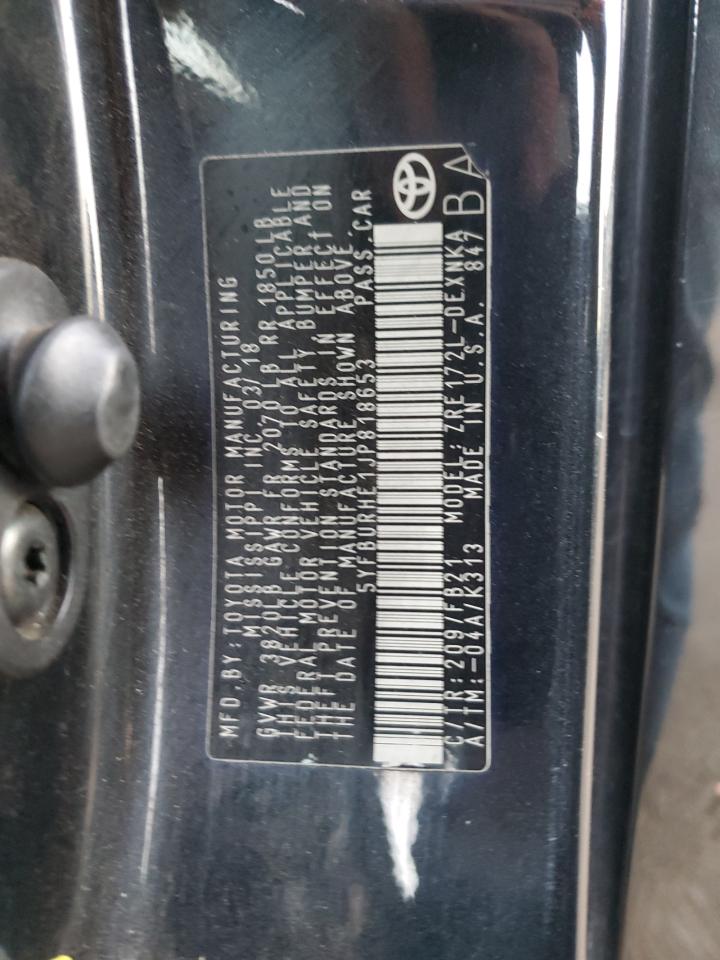 MFD.BY:TOYOTA MOTOR MANUFACTURING
MISSISSIPPI INC 03/18
GVWR 3820LB GAWR FR 2070 LB RR 1850LB
THIS VEHICLE CONFORMS TO ALL APPLICABLE
FEDERAL MOTOR VEHICLE SAFETY BUMPER AND
THEFT PREVENTION STANDARDS IN EFFECT ON
THE DATE OF MANUFACTURE SHOWN ABOVE.
5YFBURHE1JP818653 PASS.CAR
C/TR:209/FB21 MODEL:ZRE172L-DEXNKA
A/TM:-04A/K313 MADE IN U.S.A. 847
BA